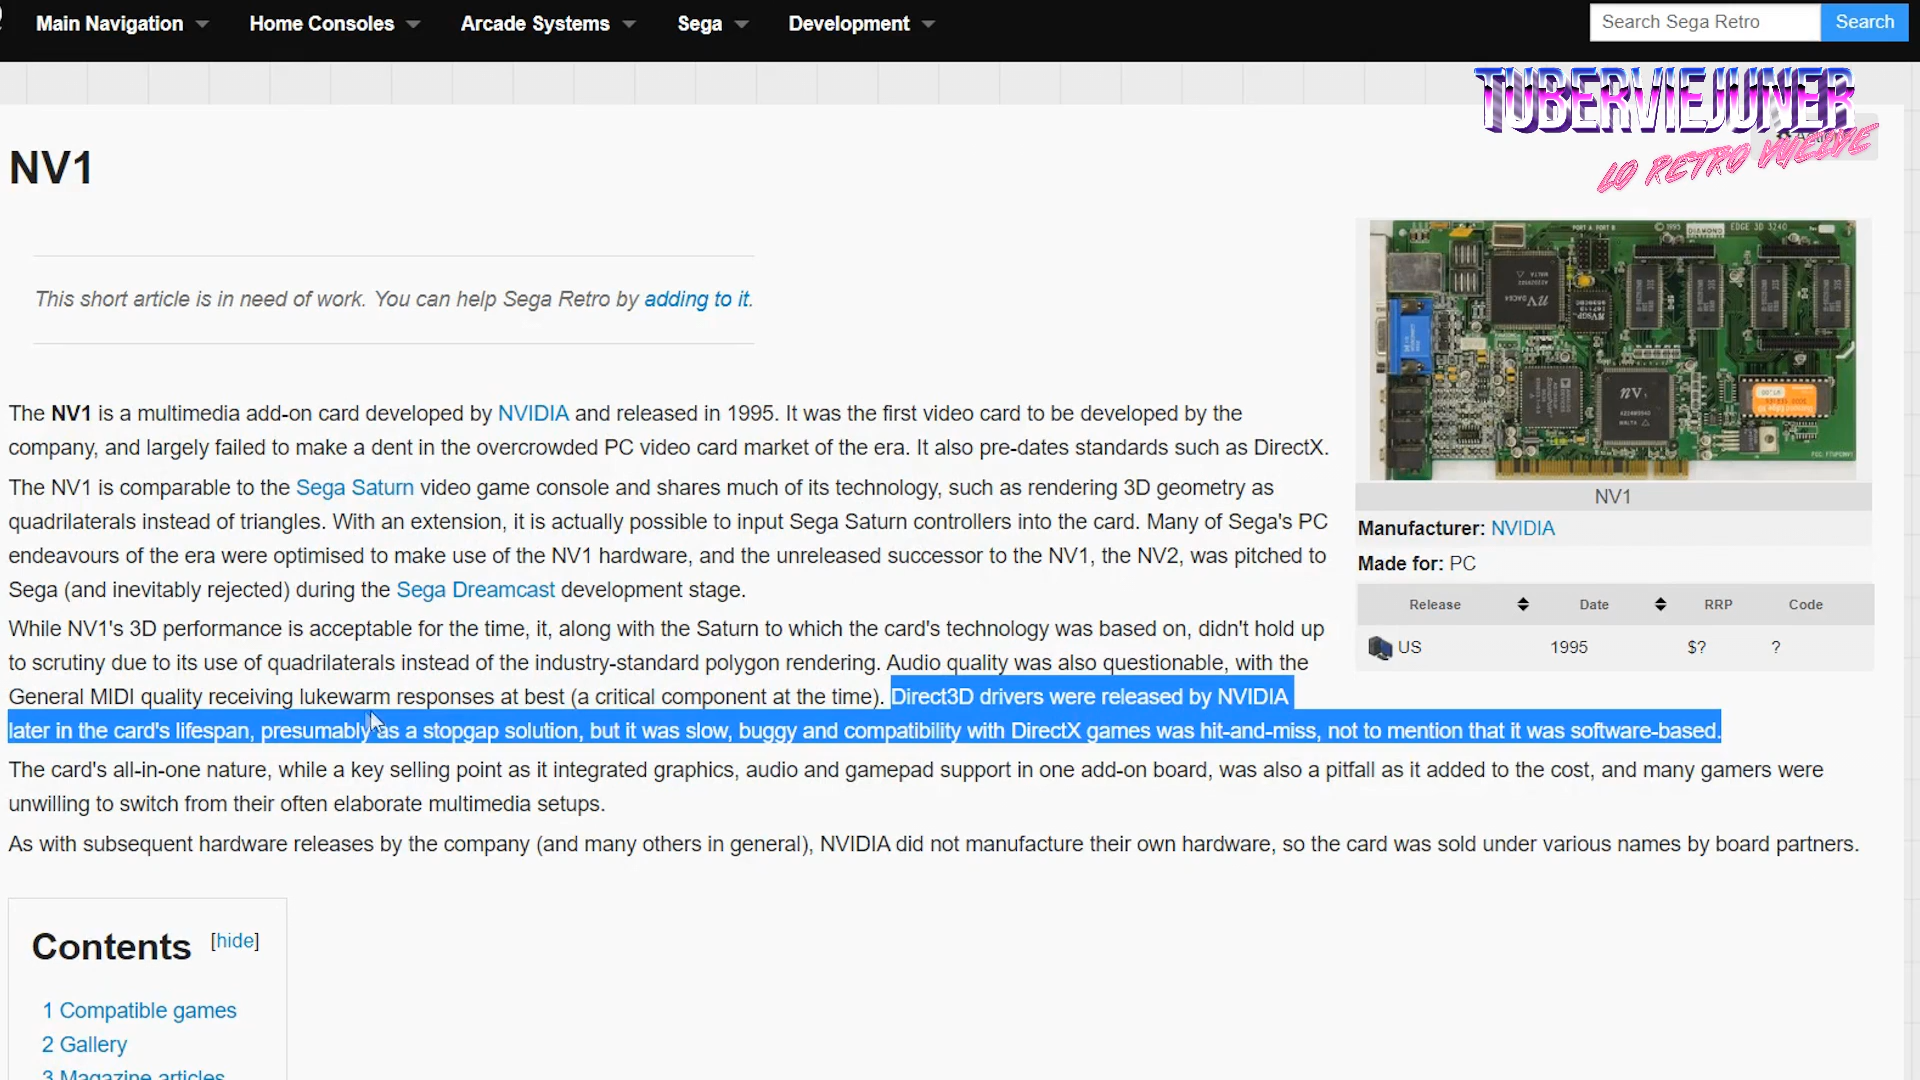 Main Navigation
Home Consoles
Arcade Systems
Sega
Development
Search Sega Retro
Search
TUBERVIEJUNER
LO RETRO VUELVE
NV1
This short article is in need of work. You can help Sega Retro by adding to it.
The NV1 is a multimedia add-on card developed by NVIDIA and released in 1995. It was the first video card to be developed by the
company, and largely failed to make a dent in the overcrowded PC video card market of the era. It also pre-dates standards such as DirectX.
The NV1 is comparable to the Sega Saturn video game console and shares much of its technology, such as rendering 3D geometry as
quadrilaterals instead of triangles. With an extension, it is actually possible to input Sega Saturn controllers into the card. Many of Sega's PC
endeavours of the era were optimised to make use of the NV1 hardware, and the unreleased successor to the NV1, the NV2, was pitched to
Sega (and inevitably rejected) during the Sega Dreamcast development stage.
While NV1's 3D performance is acceptable for the time, it, along with the Saturn to which the card's technology was based on, didn't hold up
to scrutiny due to its use of quadrilaterals instead of the industry-standard polygon rendering. Audio quality was also questionable, with the
General MIDI quality receiving lukewarm responses at best (a critical component at the time). Direct3D drivers were released by NVIDIA
later in the card's lifespan, presumably as a stopgap solution, but it was slow, buggy and compatibility with DirectX games was hit-and-miss, not to mention that it was software-based.
The card's all-in-one nature, while a key selling point as it integrated graphics, audio and gamepad support in one add-on board, was also a pitfall as it added to the cost, and many gamers were
unwilling to switch from their often elaborate multimedia setups.
As with subsequent hardware releases by the company (and many others in general), NVIDIA did not manufacture their own hardware, so the card was sold under various names by board partners.
PORT A PORT B
©1995
EDGE 3D 3240
NV1
Manufacturer: NVIDIA
Made for: PC
Release Date RRP Code
US 1995 $? ?
Contents [hide]
1 Compatible games
2 Gallery
3 Magazine articles